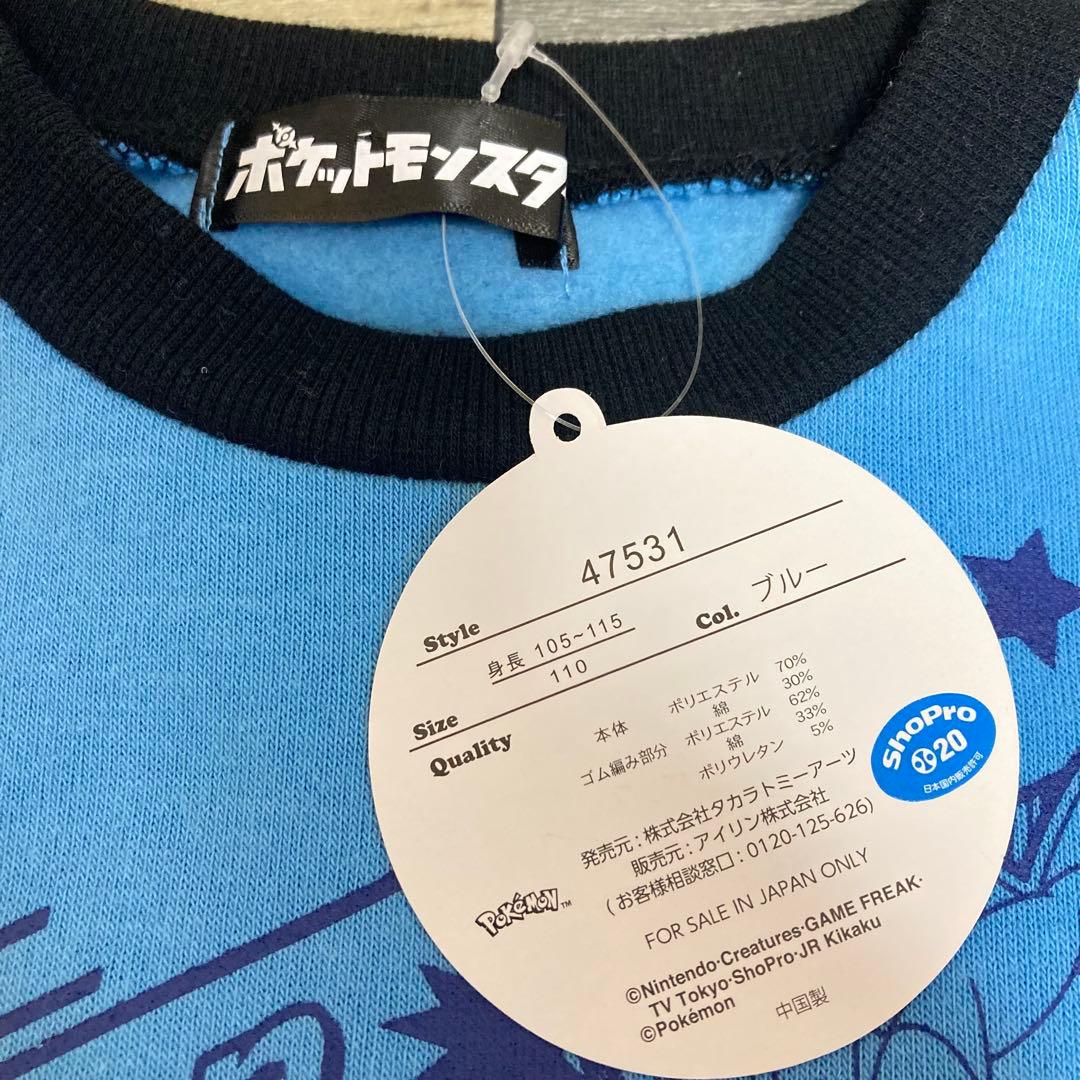 ポケットモンスター
Style 47531
身長 105~115
Size 110 Col. ブルー
Quality 本体 ポリエステル 70%
綿 30%
ゴム編み部分 ポリエステル 62%
綿 33%
ポリウレタン 5%
発売元：株式会社タカラトミーアーツ
販売元：アイリン株式会社
(お客様相談窓口：0120-125-626)
Pokémon™
FOR SALE IN JAPAN ONLY
©Nintendo·Creatures·GAME FREAK·
TV Tokyo·ShoPro·JR Kikaku
©Pokémon
中国製
ShoPro
20
日本国内販売許可